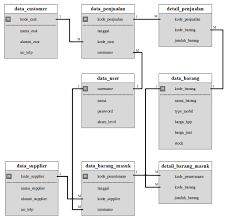 data_customer
kode_cust
nama_cust
alamat_cust
no_telp
data_penjualan
kode_penjualan
tanggal
kode_cust
username
detail_penjualan
kode_penjualan
kode_barang
jumlah_barang
data_user
username
nama
password
akses_level
data_barang
kode_barang
nama_barang
type_mobil
harga_hpp
harga_jual
stock
data_supplier
kode_supplier
nama_supplier
alamat_supplier
no_telp
data_barang_masuk
kode_penerimaan
tanggal
kode_supplier
username
detail_barang_masuk
kode_penerimaan
kode_barang
jumlah_barang